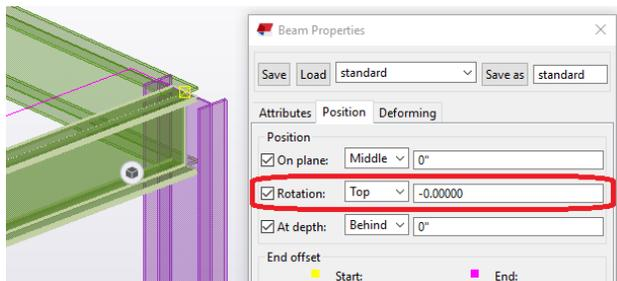 Beam Properties
Save Load standard Save as standard
Attributes Position Deforming
Position
On plane: Middle 0"
Rotation: Top -0.00000
At depth: Behind 0"
End offset
Start: End: